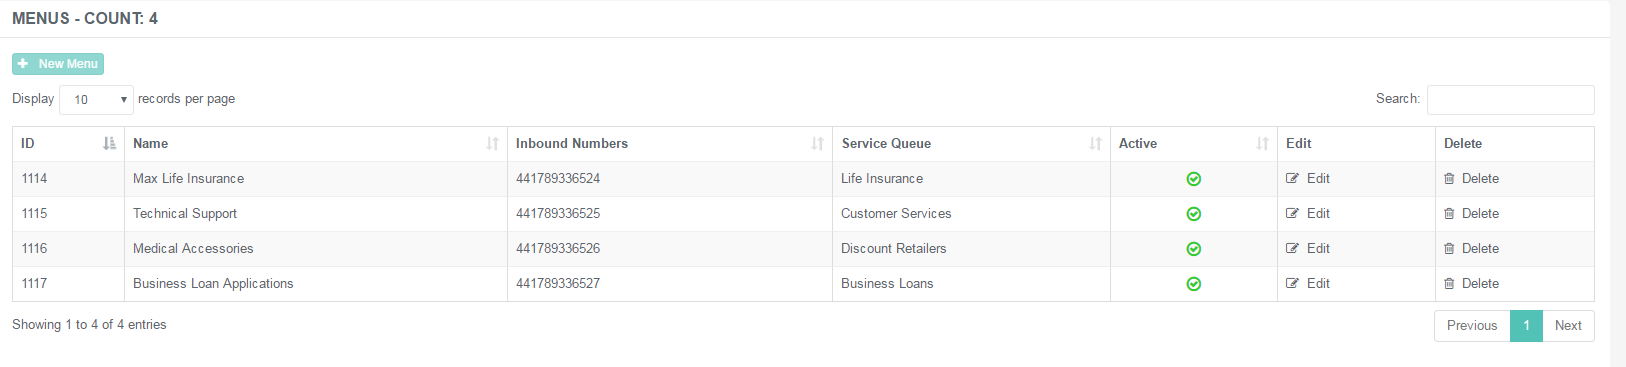 MENUS - COUNT: 4
New Menu
Display 10 records per page Search:
ID Name Inbound Numbers Service Queue Active Edit Delete
1114 Max Life Insurance 441789336524 Life Insurance Edit Delete
1115 Technical Support 441789336525 Customer Services Edit Delete
1116 Medical Accessories 441789336526 Discount Retailers Edit Delete
1117 Business Loan Applications 441789336527 Business Loans Edit Delete
Showing 1 to 4 of 4 entries Previous 1 Next